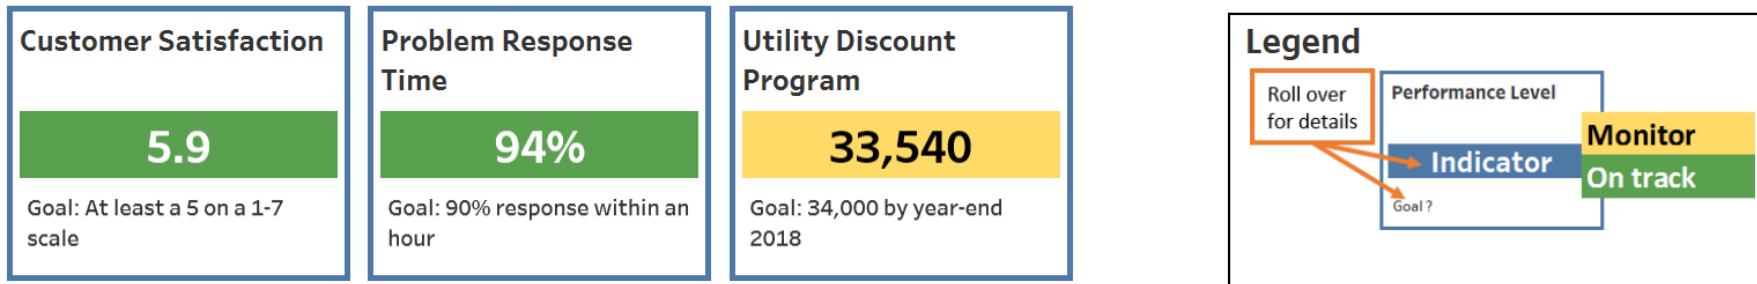 Customer Satisfaction
5.9
Goal: At least a 5 on a 1-7
scale
Problem Response
Time
94%
Goal: 90% response within an
hour
Utility Discount
Program
33,540
Goal: 34,000 by year-end
2018
Legend
Roll over
for details
Performance Level
Indicator
Goal ?
Monitor
On track